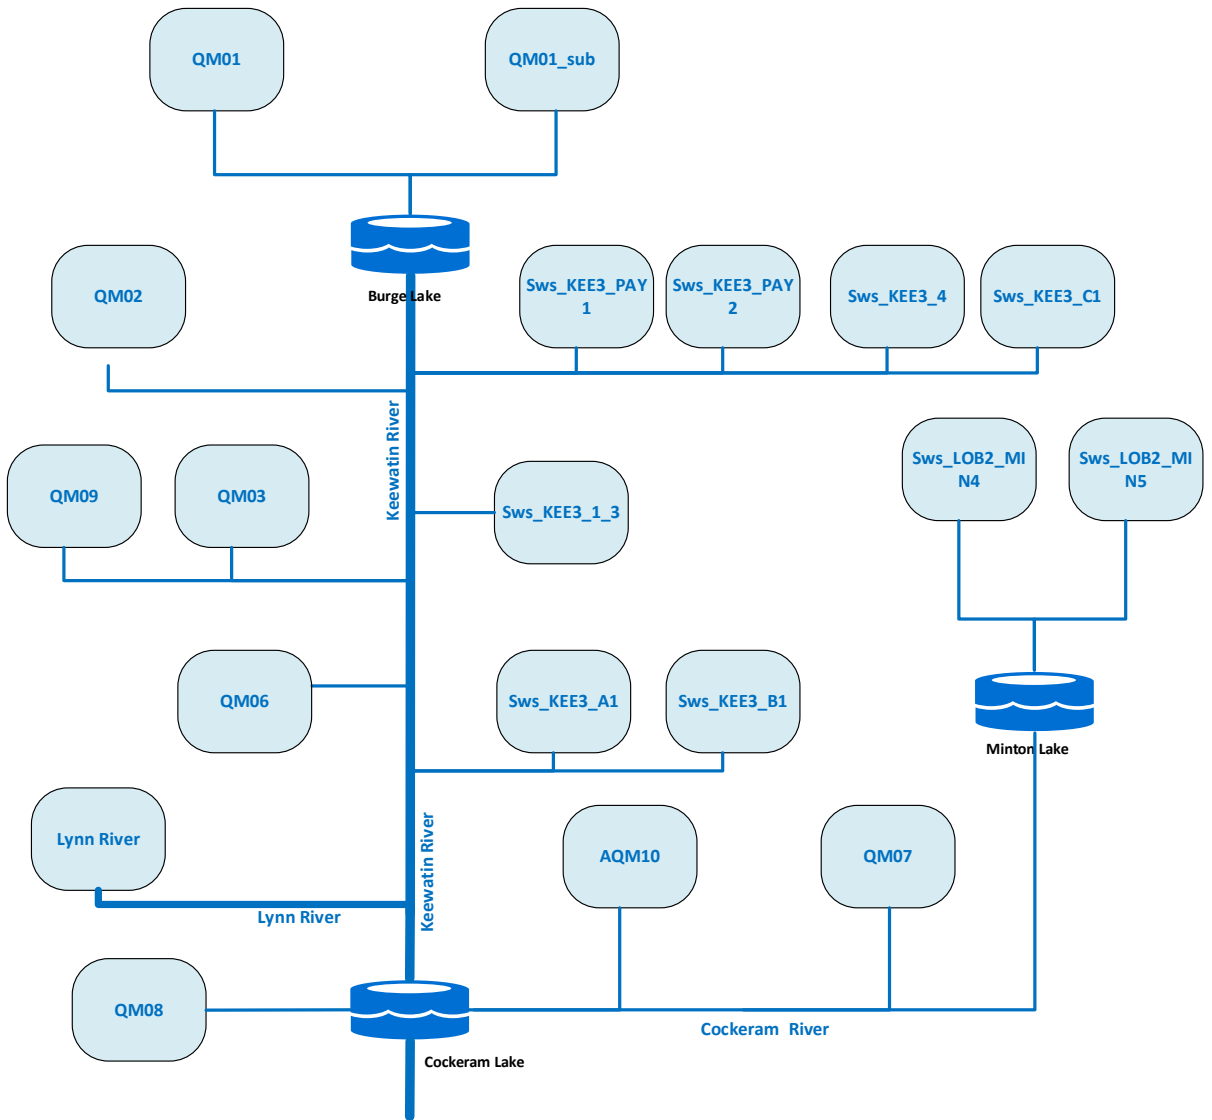 QM01
QM01_sub
Burge Lake
QM02
Sws_KEE3_PAY
1
Sws_KEE3_PAY
2
Sws_KEE3_4
Sws_KEE3_C1
Keewatin River
QM09
QM03
Sws_KEE3_1_3
Sws_LOB2_MI
N4
Sws_LOB2_MI
N5
QM06
Sws_KEE3_A1
Sws_KEE3_B1
Minton Lake
Lynn River
Lynn River
Keewatin River
AQM10
QM07
QM08
Cockeram River
Cockeram Lake